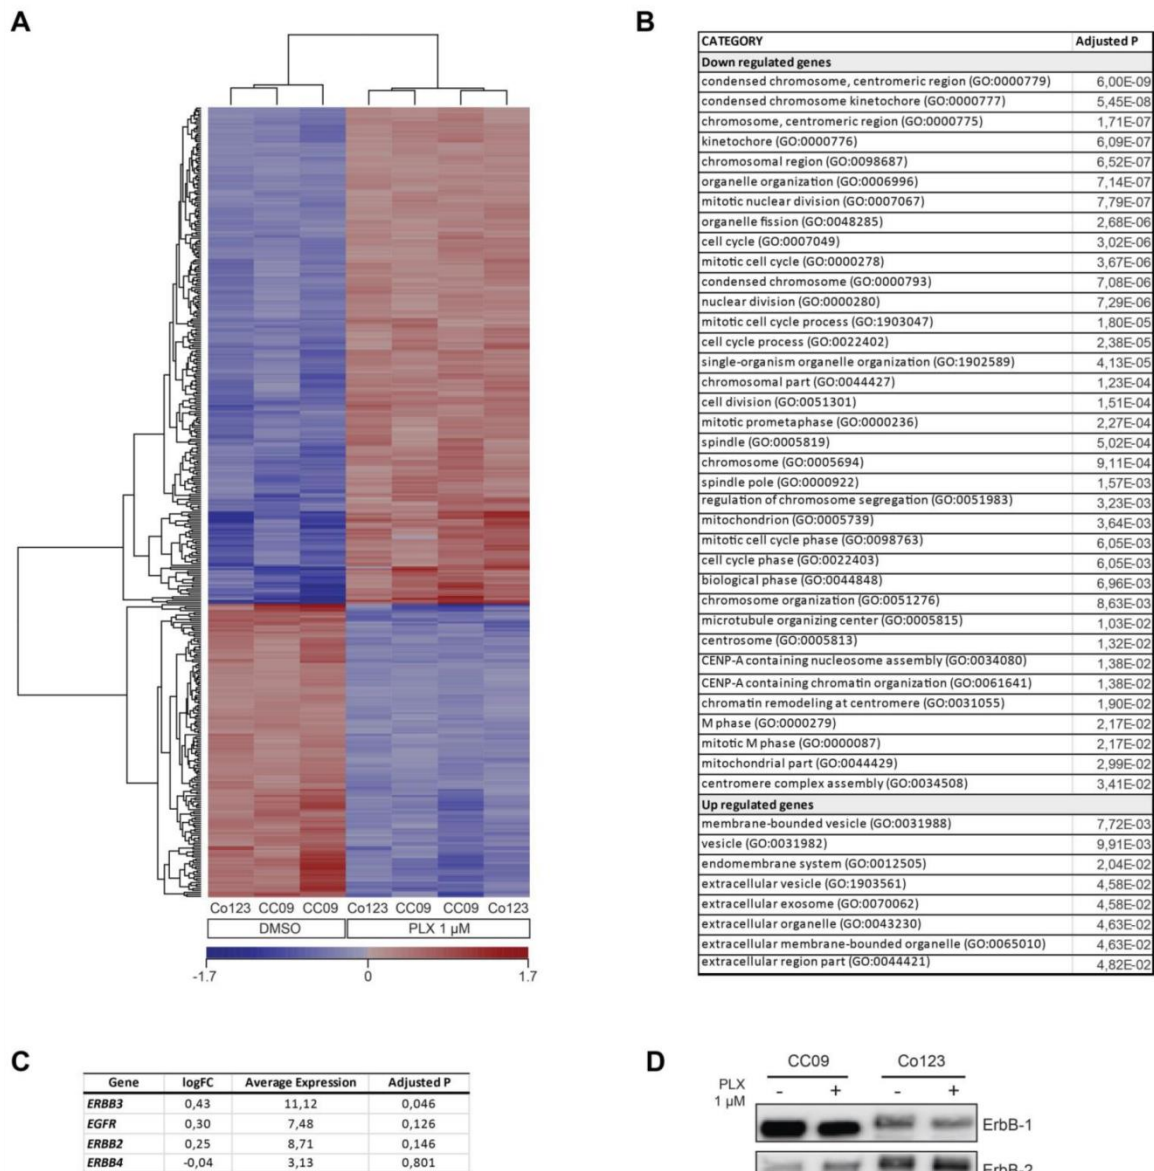 A
Co123 CC09 CC09 Co123 CC09 CC09 Co123
DMSO PLX 1 µM
-1.7 0 1.7
B
CATEGORY Adjusted P
Down regulated genes
condensed chromosome, centromeric region (GO:0000779) 6,00E-09
condensed chromosome kinetochore (GO:0000777) 5,45E-08
chromosome, centromeric region (GO:0000775) 1,71E-07
kinetochore (GO:0000776) 6,09E-07
chromosomal region (GO:0098687) 6,52E-07
organelle organization (GO:0006996) 7,14E-07
mitotic nuclear division (GO:0007067) 7,79E-07
organelle fission (GO:0048285) 2,68E-06
cell cycle (GO:0007049) 3,02E-06
mitotic cell cycle (GO:0000278) 3,67E-06
condensed chromosome (GO:0000793) 7,08E-06
nuclear division (GO:0000280) 7,29E-06
mitotic cell cycle process (GO:1903047) 1,80E-05
cell cycle process (GO:0022402) 2,38E-05
single-organism organelle organization (GO:1902589) 4,13E-05
chromosomal part (GO:0044427) 1,23E-04
cell division (GO:0051301) 1,51E-04
mitotic prometaphase (GO:0000236) 2,27E-04
spindle (GO:0005819) 5,02E-04
chromosome (GO:0005694) 9,11E-04
spindle pole (GO:0000922) 1,57E-03
regulation of chromosome segregation (GO:0051983) 3,23E-03
mitochondrion (GO:0005739) 3,64E-03
mitotic cell cycle phase (GO:0098763) 6,05E-03
cell cycle phase (GO:0022403) 6,05E-03
biological phase (GO:0044848) 6,96E-03
chromosome organization (GO:0051276) 8,63E-03
microtubule organizing center (GO:0005815) 1,03E-02
centrosome (GO:0005813) 1,32E-02
CENP-A containing nucleosome assembly (GO:0034080) 1,38E-02
CENP-A containing chromatin organization (GO:0061641) 1,38E-02
chromatin remodeling at centromere (GO:0031055) 1,90E-02
M phase (GO:0000279) 2,17E-02
mitotic M phase (GO:0000087) 2,17E-02
mitochondrial part (GO:0044429) 2,99E-02
centromere complex assembly (GO:0034508) 3,41E-02
Up regulated genes
membrane-bounded vesicle (GO:0031988) 7,72E-03
vesicle (GO:0031982) 9,91E-03
endomembrane system (GO:0012505) 2,04E-02
extracellular vesicle (GO:1903561) 4,58E-02
extracellular exosome (GO:0070062) 4,58E-02
extracellular organelle (GO:0043230) 4,63E-02
extracellular membrane-bounded organelle (GO:0065010) 4,63E-02
extracellular region part (GO:0044421) 4,82E-02
C
Gene logFC Average Expression Adjusted P
ERBB3 0,43 11,12 0,046
EGFR 0,30 7,48 0,126
ERBB2 0,25 8,71 0,146
ERBB4 -0,04 3,13 0,801
D
CC09 Co123
PLX - + - +
1 µM
ErbB-1
ErbB-2